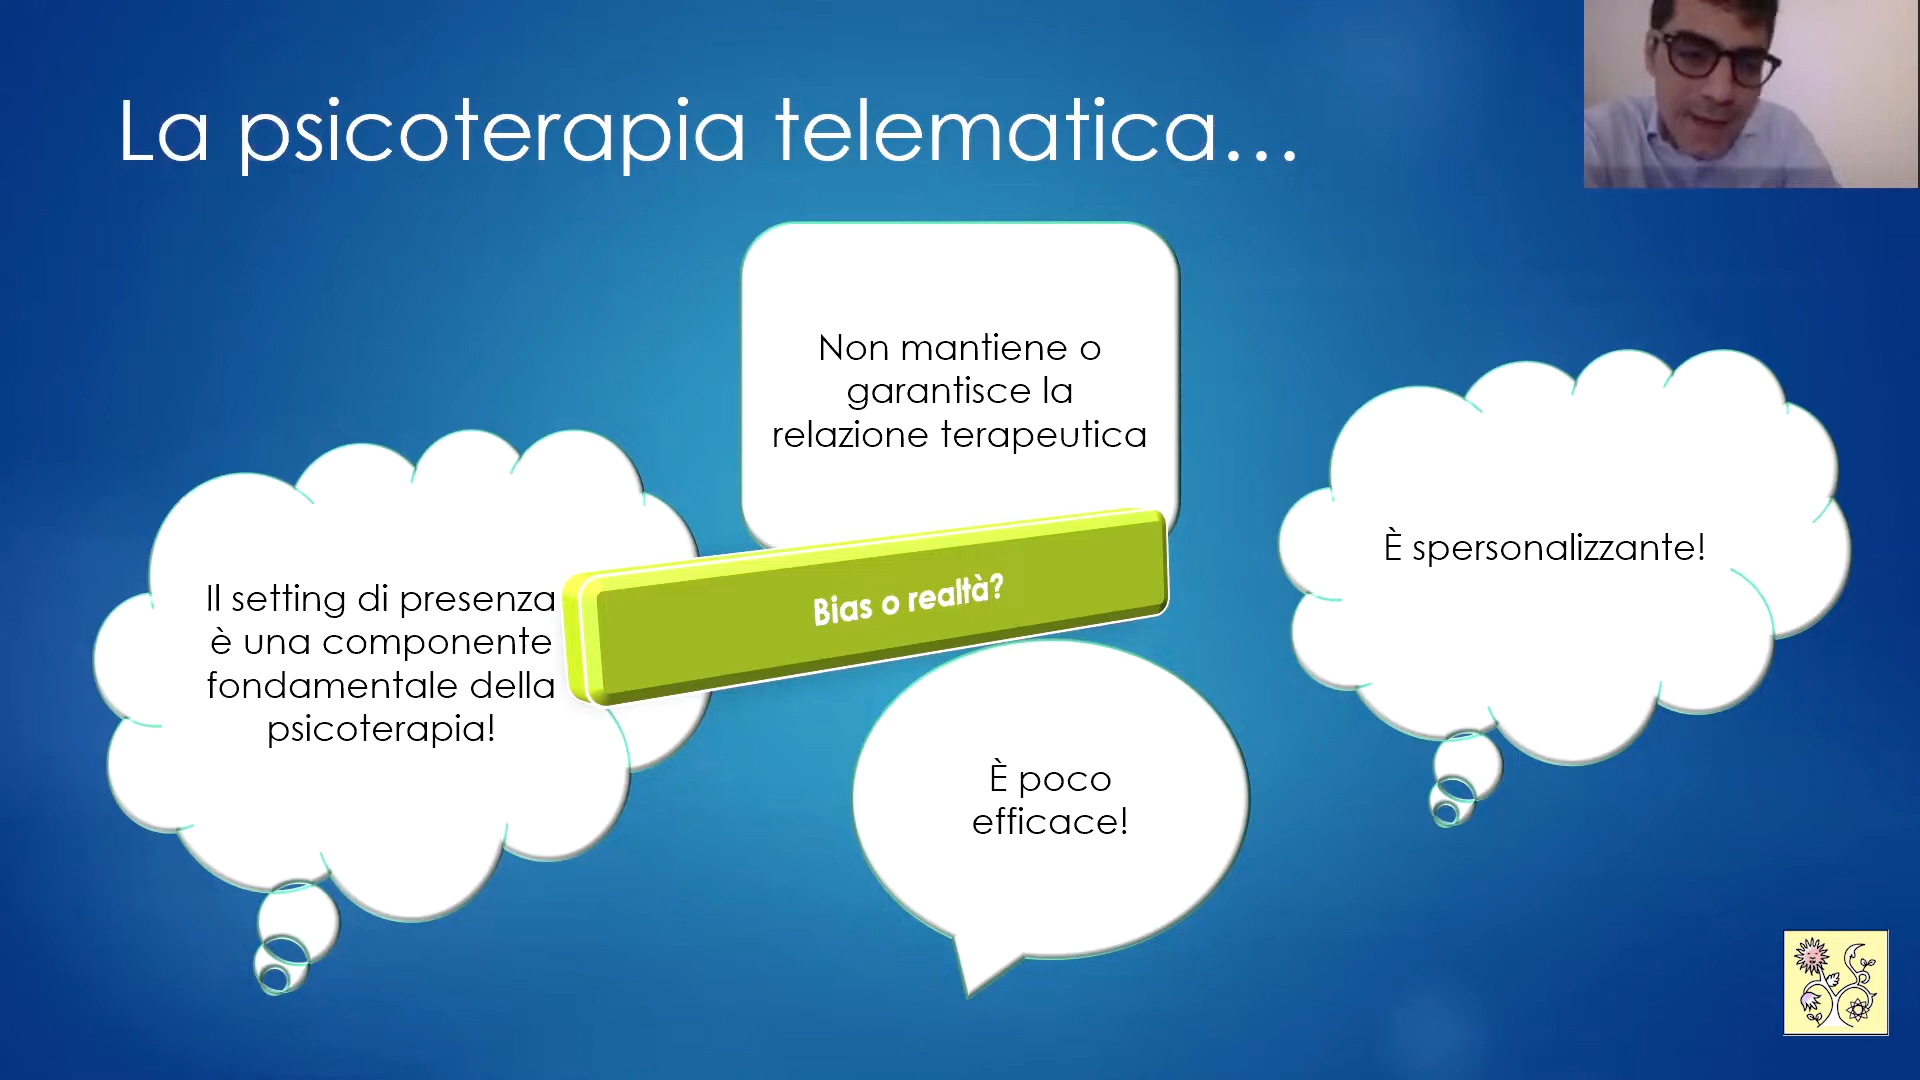 La psicoterapia telematica...
Non mantiene o
garantisce la
relazione terapeutica
Il setting di presenza
è una componente
fondamentale della
psicoterapia!
Bias o realtà?
È spersonalizzante!
È poco
efficace!